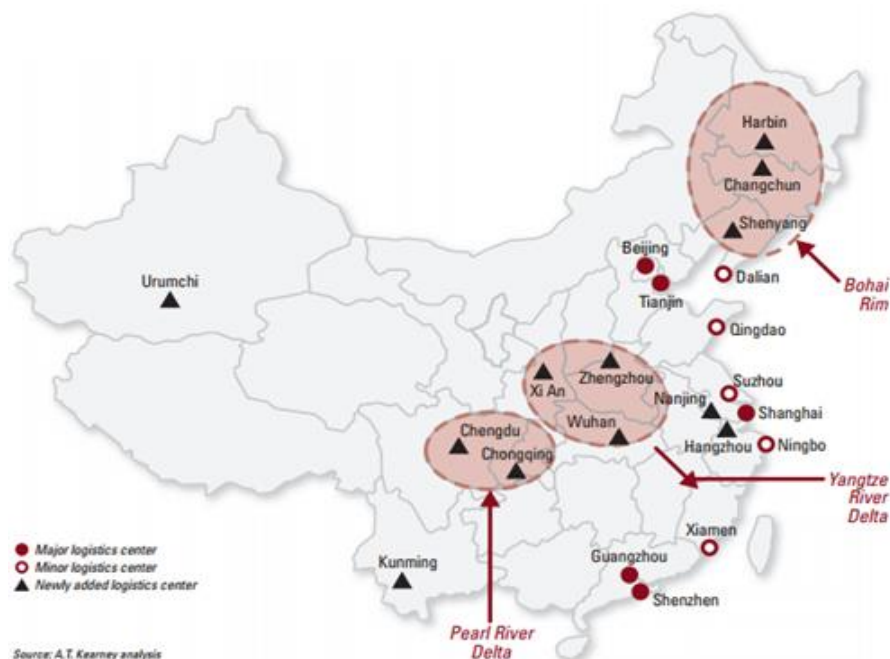 Harbin
Changchun
Shenyang
Beijing
Urumchi
Dalian
Bohai
Rim
Tianjin
Qingdao
Xi An
Zhengzhou
Suzhou
Nanjing
Shanghai
Chengdu
Wuhan
Hangzhou
Ningbo
Chongqing
Yangtze
River
Delta
Xiamen
Major logistics center
Minor logistics center
Newly added logistics center
Kunming
Guangzhou
Shenzhen
Pearl River
Delta
Source: A.T. Kearney analysis